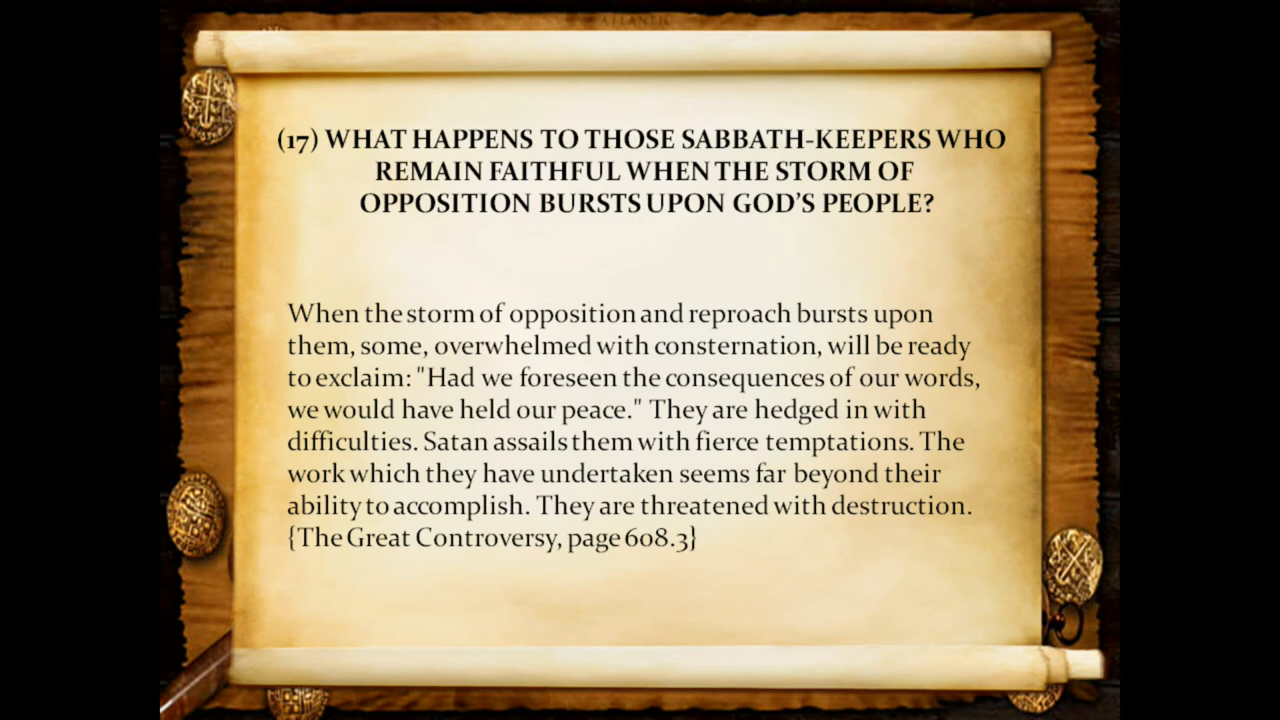 ATLANTIC
(17) WHAT HAPPENS TO THOSE SABBATH-KEEPERS WHO
REMAIN FAITHFUL WHEN THE STORM OF
OPPOSITION BURSTS UPON GOD'S PEOPLE?
When the storm of opposition and reproach bursts upon
them, some, overwhelmed with consternation, will be ready
to exclaim: "Had we foreseen the consequences of our words,
we would have held our peace." They are hedged in with
difficulties. Satan assails them with fierce temptations. The
work which they have undertaken seems far beyond their
ability to accomplish. They are threatened with destruction.
{The Great Controversy, page 608.3}